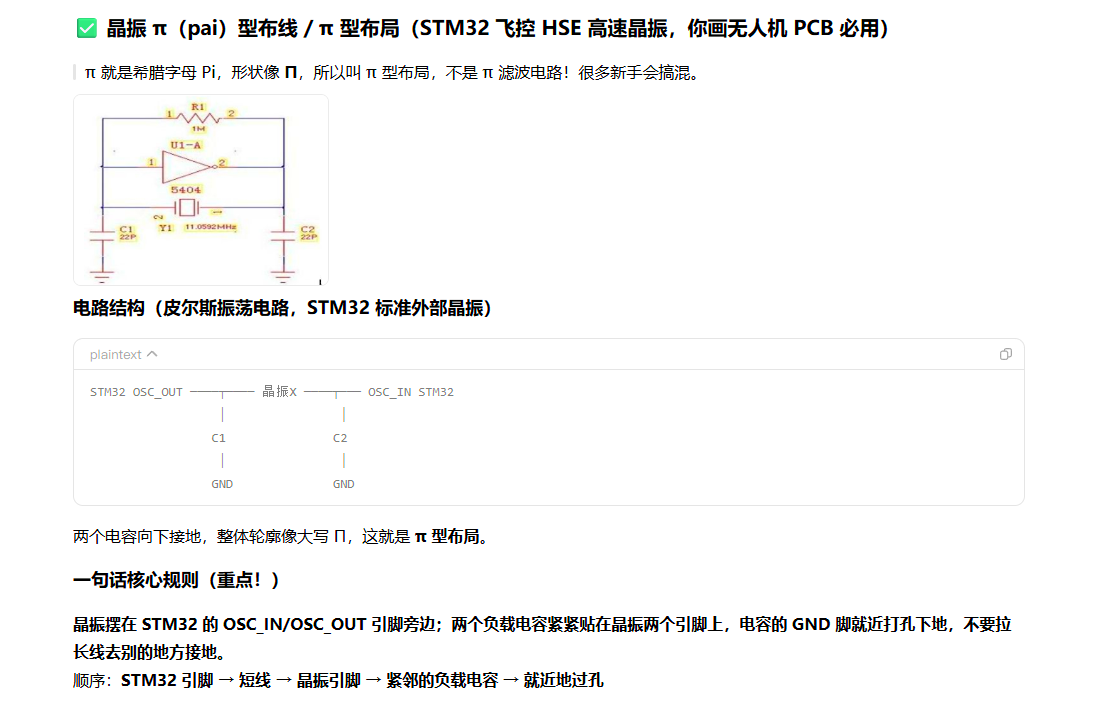 ✅ 晶振 π（pai）型布线 / π 型布局（STM32 飞控 HSE 高速晶振，你画无人机 PCB 必用）
π 就是希腊字母 Pi，形状像 Π，所以叫 π 型布局，不是 π 滤波电路！很多新手会搞混。
R1
1 2
1M
U1-A
1 2
5404
2 1
Y1 11.0592MHz
C1 22P
C2 22P
电路结构（皮尔斯振荡电路，STM32 标准外部晶振）
plaintext
STM32 OSC_OUT ───┬─── 晶振X ───┬─── OSC_IN STM32
│ │
C1 C2
│ │
GND GND
两个电容向下接地，整体轮廓像大写 Π，这就是 π 型布局。
一句话核心规则（重点！）
晶振摆在 STM32 的 OSC_IN/OSC_OUT 引脚旁边；两个负载电容紧紧贴在晶振两个引脚上，电容的 GND 脚就近打孔下地，不要拉
长线去别的地方接地。
顺序：STM32 引脚 → 短线 → 晶振引脚 → 紧邻的负载电容 → 就近地过孔